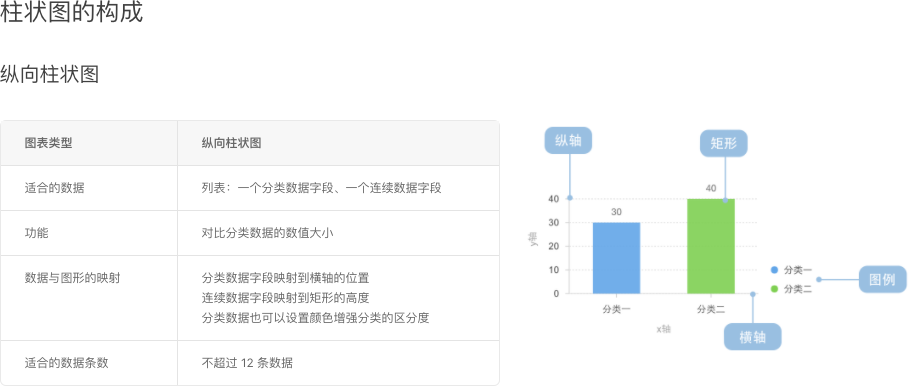 柱状图的构成
纵向柱状图
图表类型 纵向柱状图
适合的数据 列表：一个分类数据字段、一个连续数据字段
功能 对比分类数据的数值大小
数据与图形的映射 分类数据字段映射到横轴的位置
连续数据字段映射到矩形的高度
分类数据也可以设置颜色增强分类的区分度
适合的数据条数 不超过 12 条数据
纵轴
矩形
40
40
30
30
20
10
0
y轴
分类一
分类二
x轴
分类一
分类二
图例
横轴